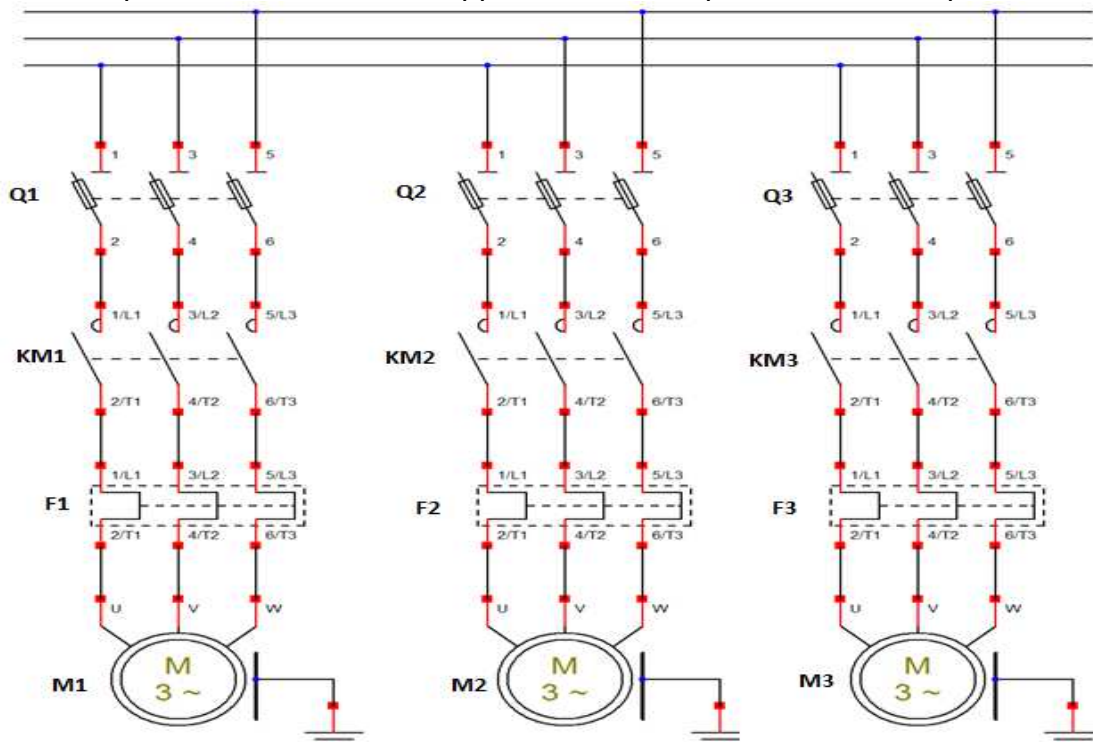 1 3 5 1 3 5 1 3 5
Q1 Q2 Q3
2 4 6 2 4 6 2 4 6
1/L1 3/L2 5/L3 1/L1 3/L2 5/L3 1/L1 3/L2 5/L3
KM1 KM2 KM3
2/T1 4/T2 6/T3 2/T1 4/T2 6/T3 2/T1 4/T2 6/T3
1/L1 3/L2 5/L3 1/L1 3/L2 5/L3 1/L1 3/L2 5/L3
F1 F2 F3
2/T1 4/T2 6/T3 2/T1 4/T2 6/T3 2/T1 4/T2 6/T3
U V W U V W U V W
M M M
M1 3 ~ M2 3 ~ M3 3 ~